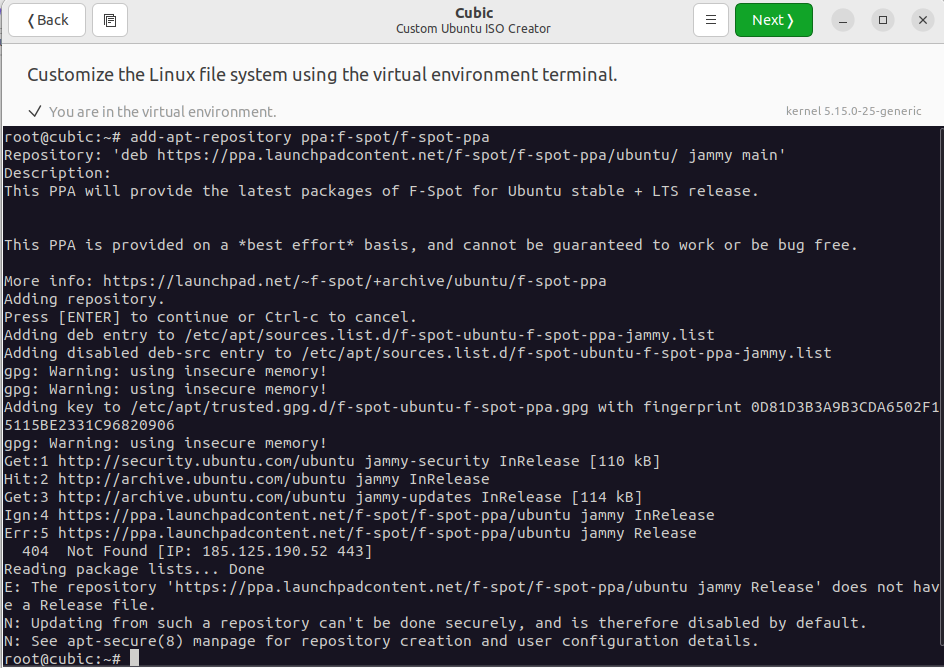 Back
Cubic
Custom Ubuntu ISO Creator
Next
Customize the Linux file system using the virtual environment terminal.
You are in the virtual environment.
kernel 5.15.0-25-generic
root@cubic:~# add-apt-repository ppa:f-spot/f-spot-ppa
Repository: 'deb https://ppa.launchpadcontent.net/f-spot/f-spot-ppa/ubuntu/ jammy main'
Description:
This PPA will provide the latest packages of F-Spot for Ubuntu stable + LTS release.
This PPA is provided on a *best effort* basis, and cannot be guaranteed to work or be bug free.
More info: https://launchpad.net/~f-spot/+archive/ubuntu/f-spot-ppa
Adding repository.
Press [ENTER] to continue or Ctrl-c to cancel.
Adding deb entry to /etc/apt/sources.list.d/f-spot-ubuntu-f-spot-ppa-jammy.list
Adding disabled deb-src entry to /etc/apt/sources.list.d/f-spot-ubuntu-f-spot-ppa-jammy.list
gpg: Warning: using insecure memory!
gpg: Warning: using insecure memory!
Adding key to /etc/apt/trusted.gpg.d/f-spot-ubuntu-f-spot-ppa.gpg with fingerprint 0D81D3B3A9B3CDA6502F1
5115BE2331C96820906
gpg: Warning: using insecure memory!
Get:1 http://security.ubuntu.com/ubuntu jammy-security InRelease [110 kB]
Hit:2 http://archive.ubuntu.com/ubuntu jammy InRelease
Get:3 http://archive.ubuntu.com/ubuntu jammy-updates InRelease [114 kB]
Ign:4 https://ppa.launchpadcontent.net/f-spot/f-spot-ppa/ubuntu jammy InRelease
Err:5 https://ppa.launchpadcontent.net/f-spot/f-spot-ppa/ubuntu jammy Release
  404  Not Found [IP: 185.125.190.52 443]
Reading package lists... Done
E: The repository 'https://ppa.launchpadcontent.net/f-spot/f-spot-ppa/ubuntu jammy Release' does not hav
e a Release file.
N: Updating from such a repository can't be done securely, and is therefore disabled by default.
N: See apt-secure(8) manpage for repository creation and user configuration details.
root@cubic:~#